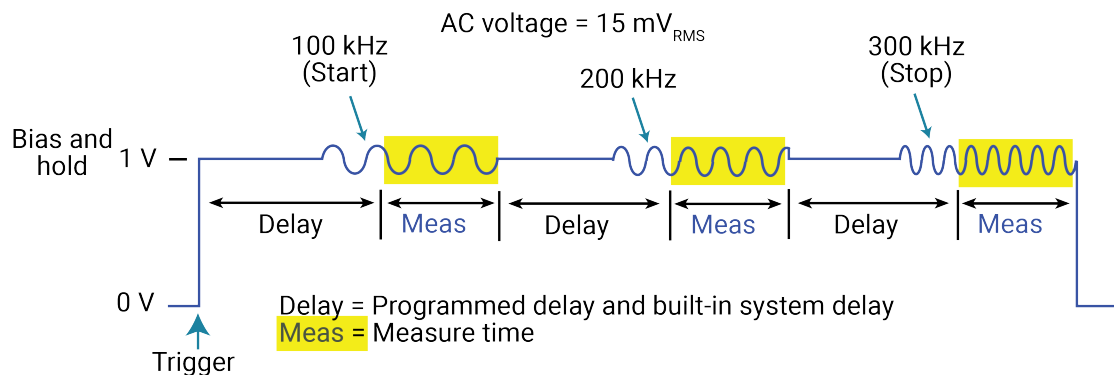 AC voltage = 15 mVRMS
100 kHz
(Start)
200 kHz
300 kHz
(Stop)
Bias and
hold
1 V
Delay
Meas
Delay
Meas
Delay
Meas
0 V
Delay = Programmed delay and built-in system delay
Meas = Measure time
Trigger